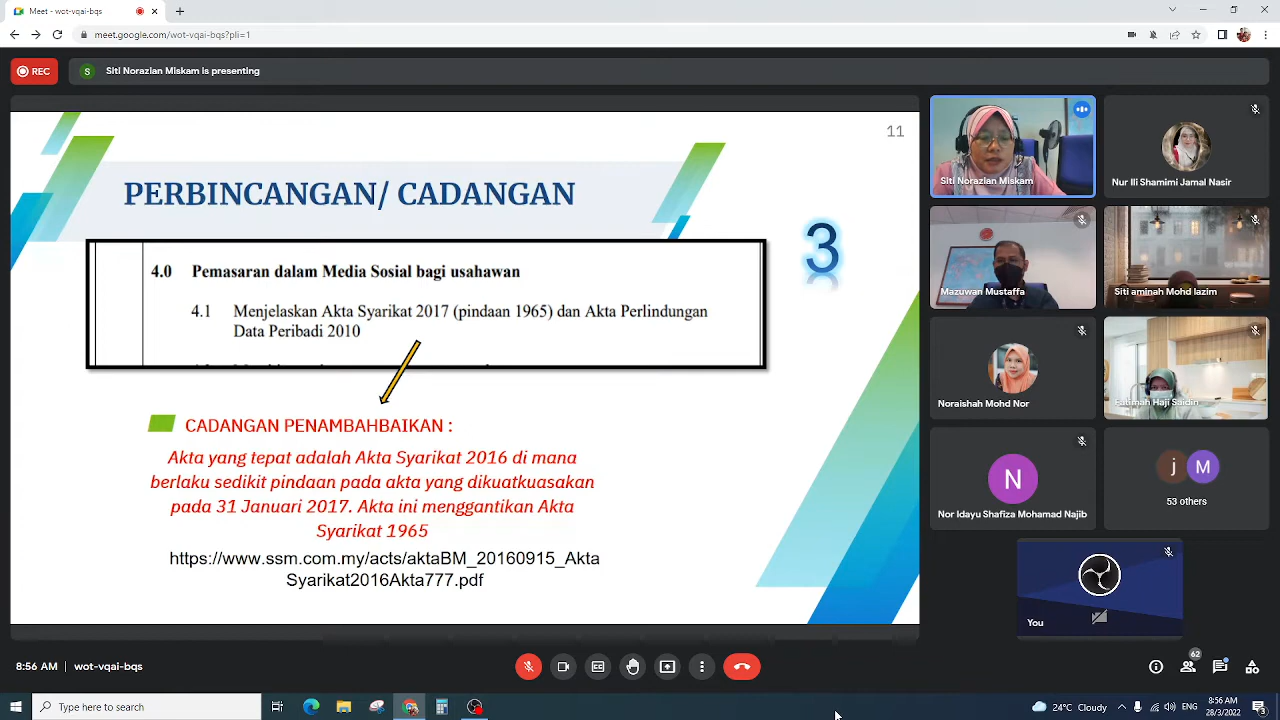 Meet - wot-vqai-bqs
meet.google.com/wot-vqai-bqs?pli=1
REC
S
Siti Norazlan Miskam is presenting
11
PERBINCANGAN/ CADANGAN
3
4.0 Pemasaran dalam Media Sosial bagi usahawan
4.1 Menjelaskan Akta Syarikat 2017 (pindaan 1965) dan Akta Perlindungan
Data Peribadi 2010
CADANGAN PENAMBAHBAIKAN :
Akta yang tepat adalah Akta Syarikat 2016 di mana
berlaku sedikit pindaan pada akta yang dikuatkuasakan
pada 31 Januari 2017. Akta ini menggantikan Akta
Syarikat 1965
https://www.ssm.com.my/acts/aktaBM_20160915_Akta
Syarikat2016Akta777.pdf
Siti Norazlan Miskam
Nur Ili Shamimi Jamal Nasir
Mazuwan Mustaffa
Siti aminah Mohd lazim
Noraishah Mohd Nor
Fatimah Haji Saidin
N
Nor Idayu Shafiza Mohamad Najib
j M
53 others
You
8:56 AM | wot-vqai-bqs
62
Type here to search
24°C Cloudy
8:56 AM
28/3/2022
3